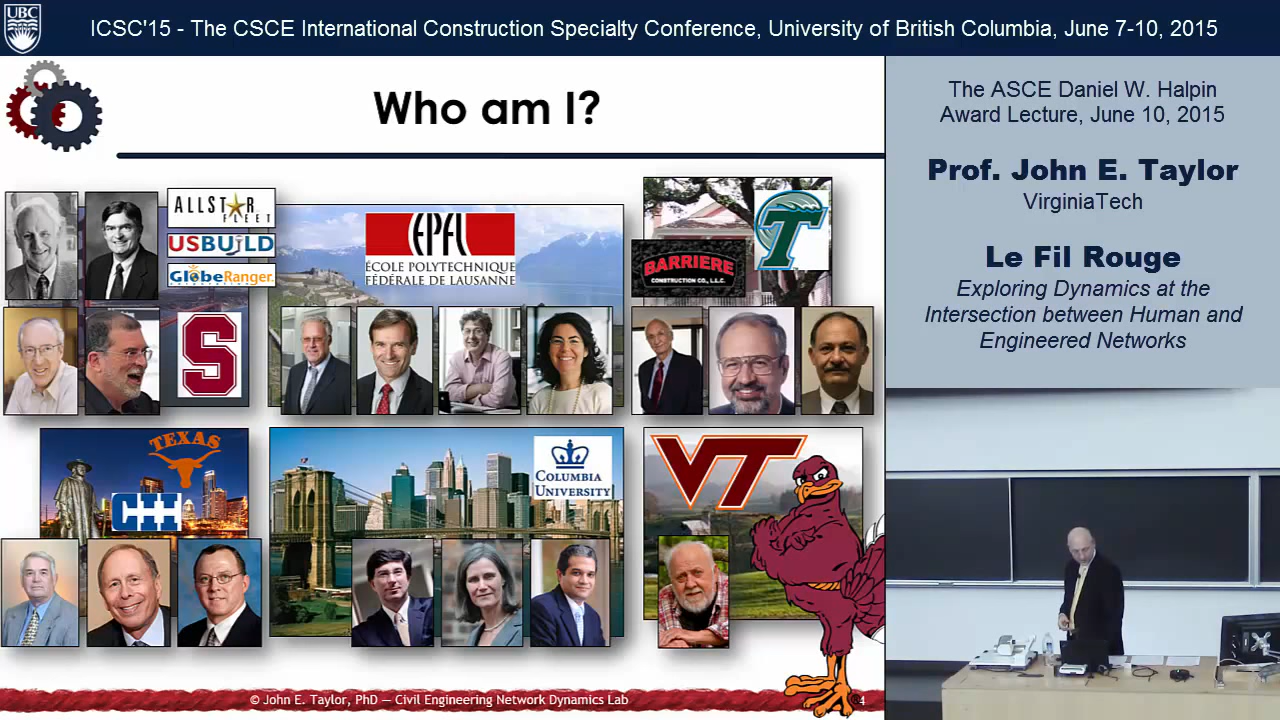 UBC
ICSC'15 - The CSCE International Construction Specialty Conference, University of British Columbia, June 7-10, 2015
Who am I?
ALLSTAR
FLEET
USBUILD
GlobeRanger
S
EPFL
ÉCOLE POLYTECHNIQUE
FÉDÉRALE DE LAUSANNE
T
BARRIERE
CONSTRUCTION CO., L.L.C.
TEXAS
CII
COLUMBIA
UNIVERSITY
VT
© John E. Taylor, PhD — Civil Engineering Network Dynamics Lab
4
The ASCE Daniel W. Halpin
Award Lecture, June 10, 2015
Prof. John E. Taylor
VirginiaTech
Le Fil Rouge
Exploring Dynamics at the
Intersection between Human and
Engineered Networks